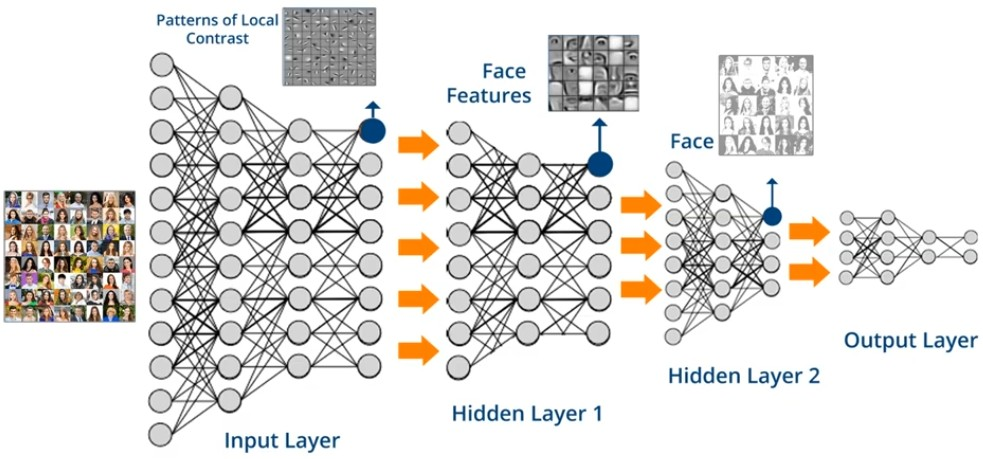 Patterns of Local
Contrast
Face
Features
Face
Input Layer
Hidden Layer 1
Hidden Layer 2
Output Layer